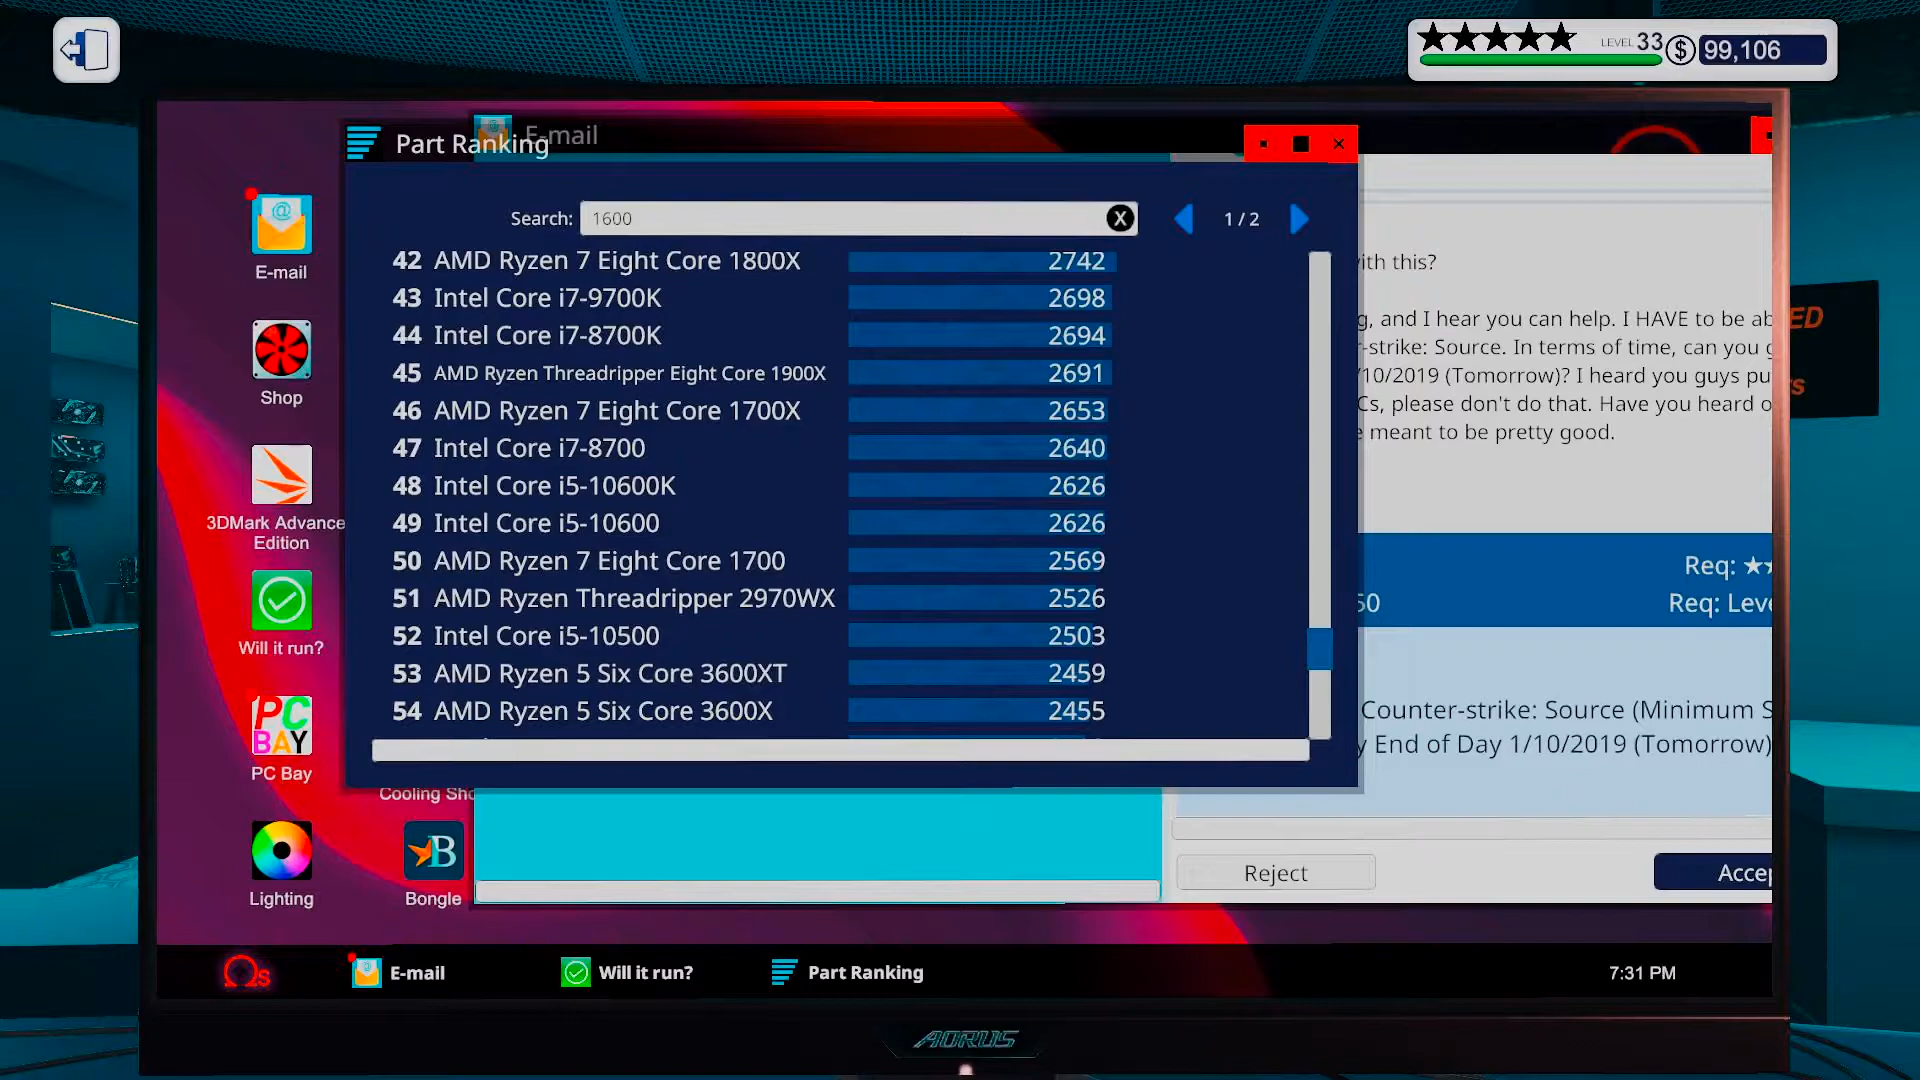 LEVEL 33
$ 99,106
E-mail
Part Ranking
Search: 1600 X 1 / 2
42 AMD Ryzen 7 Eight Core 1800X 2742
43 Intel Core i7-9700K 2698
44 Intel Core i7-8700K 2694
45 AMD Ryzen Threadripper Eight Core 1900X 2691
46 AMD Ryzen 7 Eight Core 1700X 2653
47 Intel Core i7-8700 2640
48 Intel Core i5-10600K 2626
49 Intel Core i5-10600 2626
50 AMD Ryzen 7 Eight Core 1700 2569
51 AMD Ryzen Threadripper 2970WX 2526
52 Intel Core i5-10500 2503
53 AMD Ryzen 5 Six Core 3600XT 2459
54 AMD Ryzen 5 Six Core 3600X 2455
E-mail
Shop
3DMark Advance
Edition
Will it run?
PC
BAY
PC Bay
Cooling Sho
Lighting
B
Bongle
with this?
g, and I hear you can help. I HAVE to be ab
r-strike: Source. In terms of time, can you g
/10/2019 (Tomorrow)? I heard you guys pu
Cs, please don't do that. Have you heard o
e meant to be pretty good.
Req: ★
50 Req: Leve
Counter-strike: Source (Minimum S
y End of Day 1/10/2019 (Tomorrow)
Reject
Accep
ED
s
Ωs
E-mail
Will it run?
Part Ranking
7:31 PM
AORUS